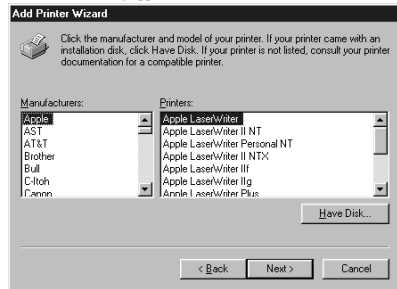 Add Printer Wizard
Click the manufacturer and model of your printer. If your printer came with an
installation disk, click Have Disk. If your printer is not listed, consult your printer
documentation for a compatible printer.
Manufacturers:
Apple
AST
AT&T
Brother
Bull
C-Itoh
Canon
Printers:
Apple LaserWriter
Apple LaserWriter II NT
Apple LaserWriter Personal NT
Apple LaserWriter II NTX
Apple LaserWriter IIf
Apple LaserWriter IIg
Apple LaserWriter Plus
Have Disk...
< Back
Next >
Cancel